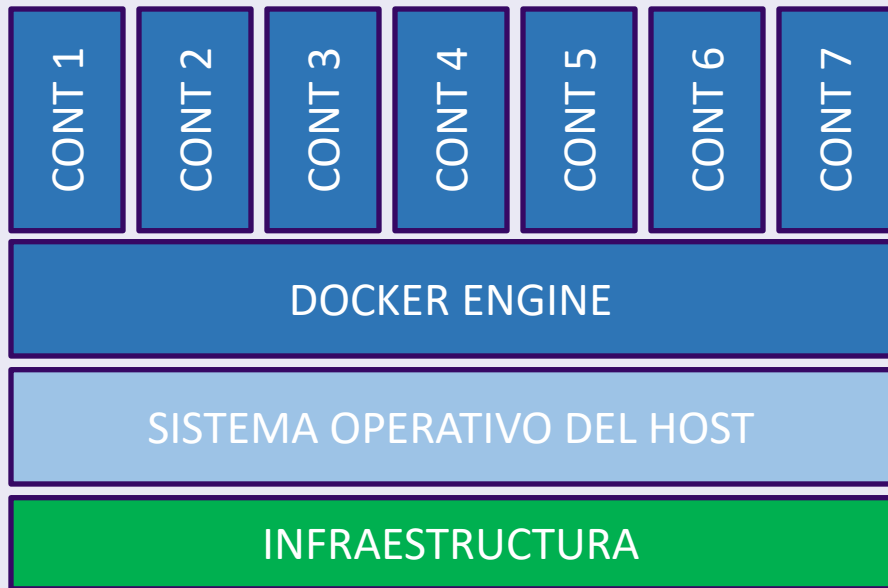 CONT 1
CONT 2
CONT 3
CONT 4
CONT 5
CONT 6
CONT 7
DOCKER ENGINE
SISTEMA OPERATIVO DEL HOST
INFRAESTRUCTURA